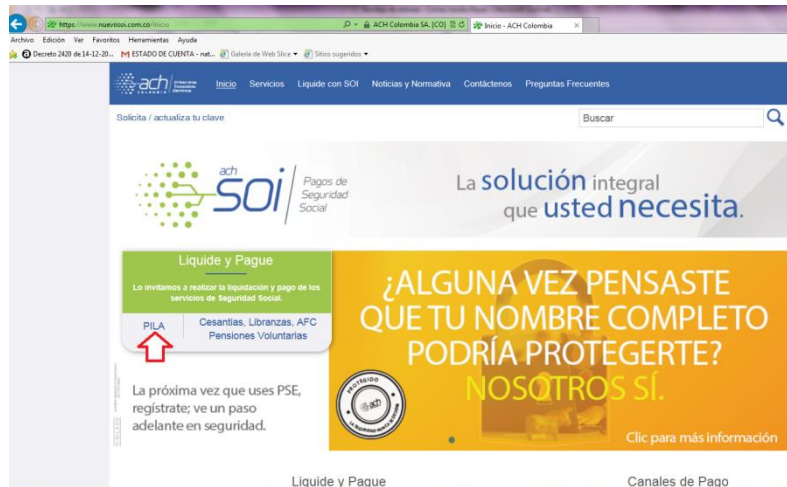 https://www.nuevosoi.com.co/inicio
ACH Colombia SA. [CO]
Inicio - ACH Colombia
Archivo Edición Ver Favoritos Herramientas Ayuda
Decreto 2420 de 14-12-20... ESTADO DE CUENTA - nat... Galería de Web Slice Sitios sugeridos
ach
COLOMBIA
Inicio Servicios Liquide con SOI Noticias y Normativa Contáctenos Preguntas Frecuentes
Solicita / actualiza tu clave
Buscar
ach
SOI
Pagos de
Seguridad
Social
La solución integral
que usted necesita.
Liquide y Pague
Lo invitamos a realizar la liquidación y pago de los
servicios de Seguridad Social.
PILA
Cesantias, Libranzas, AFC
Pensiones Voluntarias
¿ALGUNA VEZ PENSASTE
QUE TU NOMBRE COMPLETO
PODRÍA PROTEGERTE?
NOSOTROS SÍ.
La próxima vez que uses PSE,
regístrate; ve un paso
adelante en seguridad.
PROTEGIDO
ach
Clic para más información
Liquide y Pague
Canales de Pago